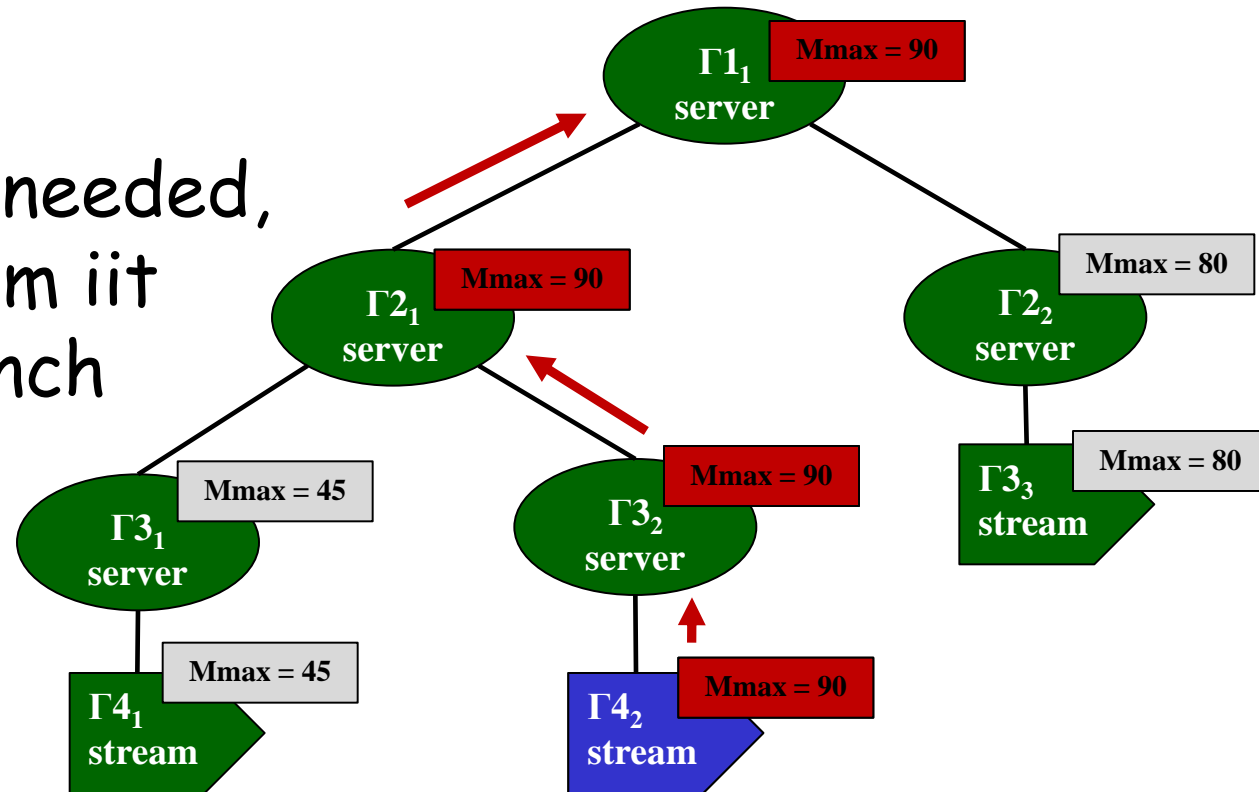 Γ1₁
server
Mmax = 90
needed,
m iit
nch
Γ2₁
server
Mmax = 90
Γ2₂
server
Mmax = 80
Γ3₁
server
Mmax = 45
Γ3₂
server
Mmax = 90
Γ3₃
stream
Mmax = 80
Γ4₁
stream
Mmax = 45
Γ4₂
stream
Mmax = 90